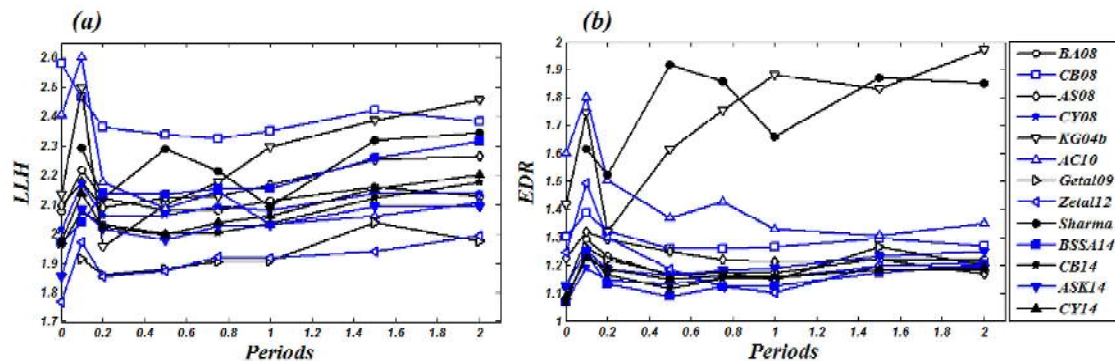 (a)
2.6
2.5
2.4
2.3
2.2
2.1
2.0
1.9
1.8
1.7
LLH
0 0.2 0.4 0.6 0.8 1 1.2 1.4 1.6 1.8 2
Periods
(b)
2
1.9
1.8
1.7
1.6
1.5
1.4
1.3
1.2
1.1
1
EDR
0 0.2 0.4 0.6 0.8 1 1.2 1.4 1.6 1.8 2
Periods
BA08
CB08
AS08
CY08
KG04b
AC10
Getal09
Zetal12
Sharma
BSSA14
CB14
ASK14
CY14